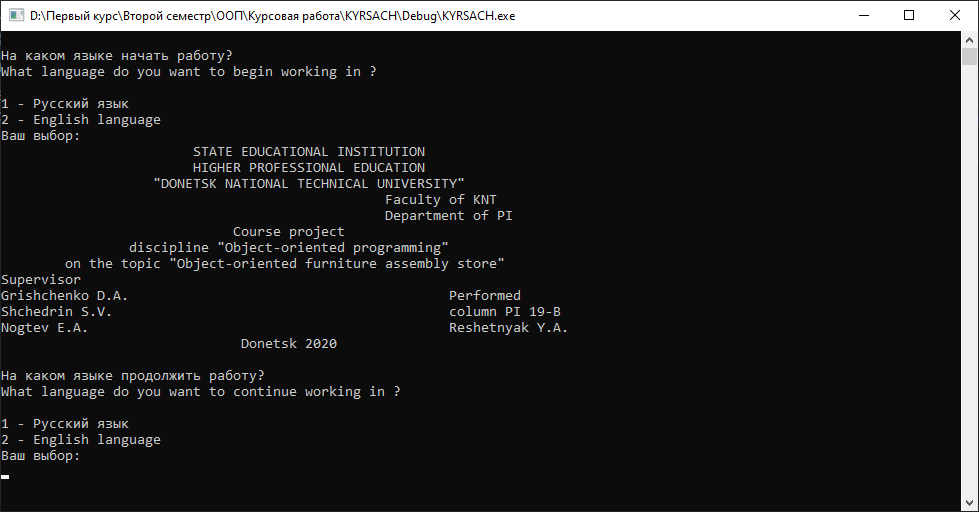 D:\Первый курс\Второй семестр\ООП\Курсовая работа\KYRSACH\Debug\KYRSACH.exe
На каком языке начать работу?
What language do you want to begin working in ?
1 - Русский язык
2 - English language
Ваш выбор:
STATE EDUCATIONAL INSTITUTION
HIGHER PROFESSIONAL EDUCATION
"DONETSK NATIONAL TECHNICAL UNIVERSITY"
Faculty of KNT
Department of PI
Course project
discipline "Object-oriented programming"
on the topic "Object-oriented furniture assembly store"
Supervisor
Grishchenko D.A. Performed
Shchedrin S.V. column PI 19-B
Nogtev E.A. Reshetnyak Y.A.
Donetsk 2020
На каком языке продолжить работу?
What language do you want to continue working in ?
1 - Русский язык
2 - English language
Ваш выбор: